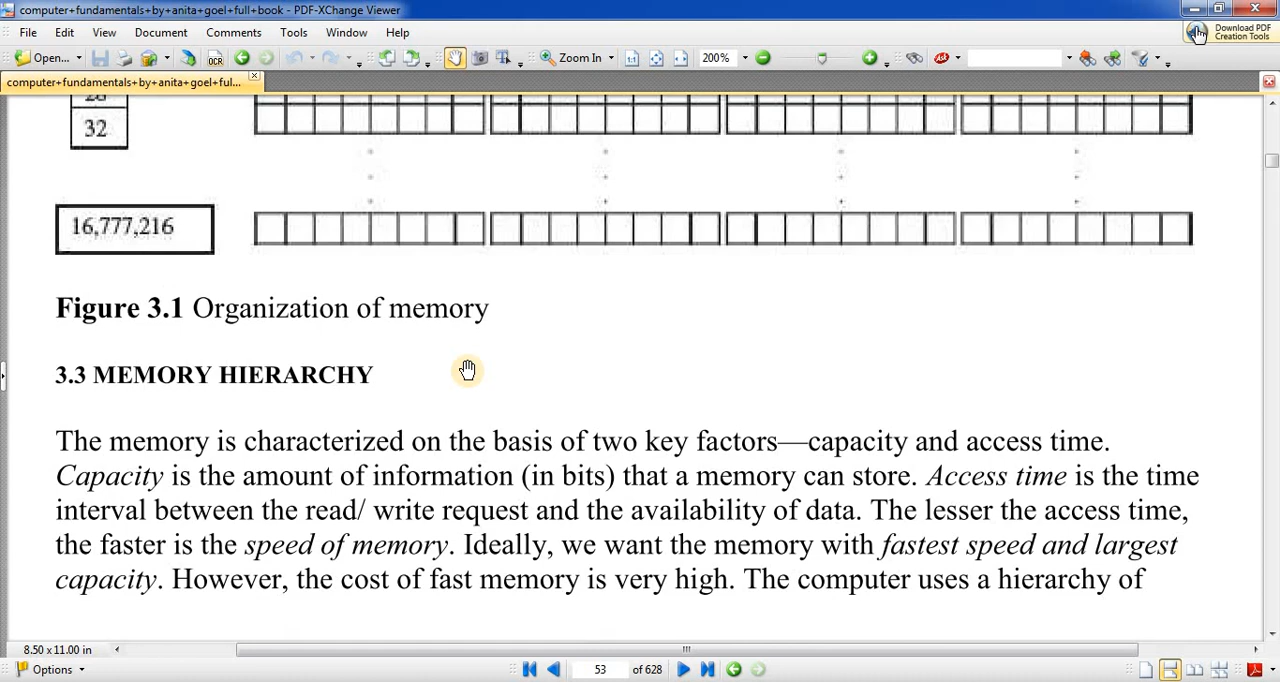 computer+fundamentals+by+anita+goel+full+book - PDF-XChange Viewer
File Edit View Document Comments Tools Window Help
Download PDF
Creation Tools
Open... OCR Zoom In 200%
computer+fundamentals+by+anita+goel+ful...
28
32
16,777,216
Figure 3.1 Organization of memory
3.3 MEMORY HIERARCHY
The memory is characterized on the basis of two key factors—capacity and access time.
Capacity is the amount of information (in bits) that a memory can store. Access time is the time
interval between the read/ write request and the availability of data. The lesser the access time,
the faster is the speed of memory. Ideally, we want the memory with fastest speed and largest
capacity. However, the cost of fast memory is very high. The computer uses a hierarchy of
8.50 x 11.00 in
Options 53 of 628